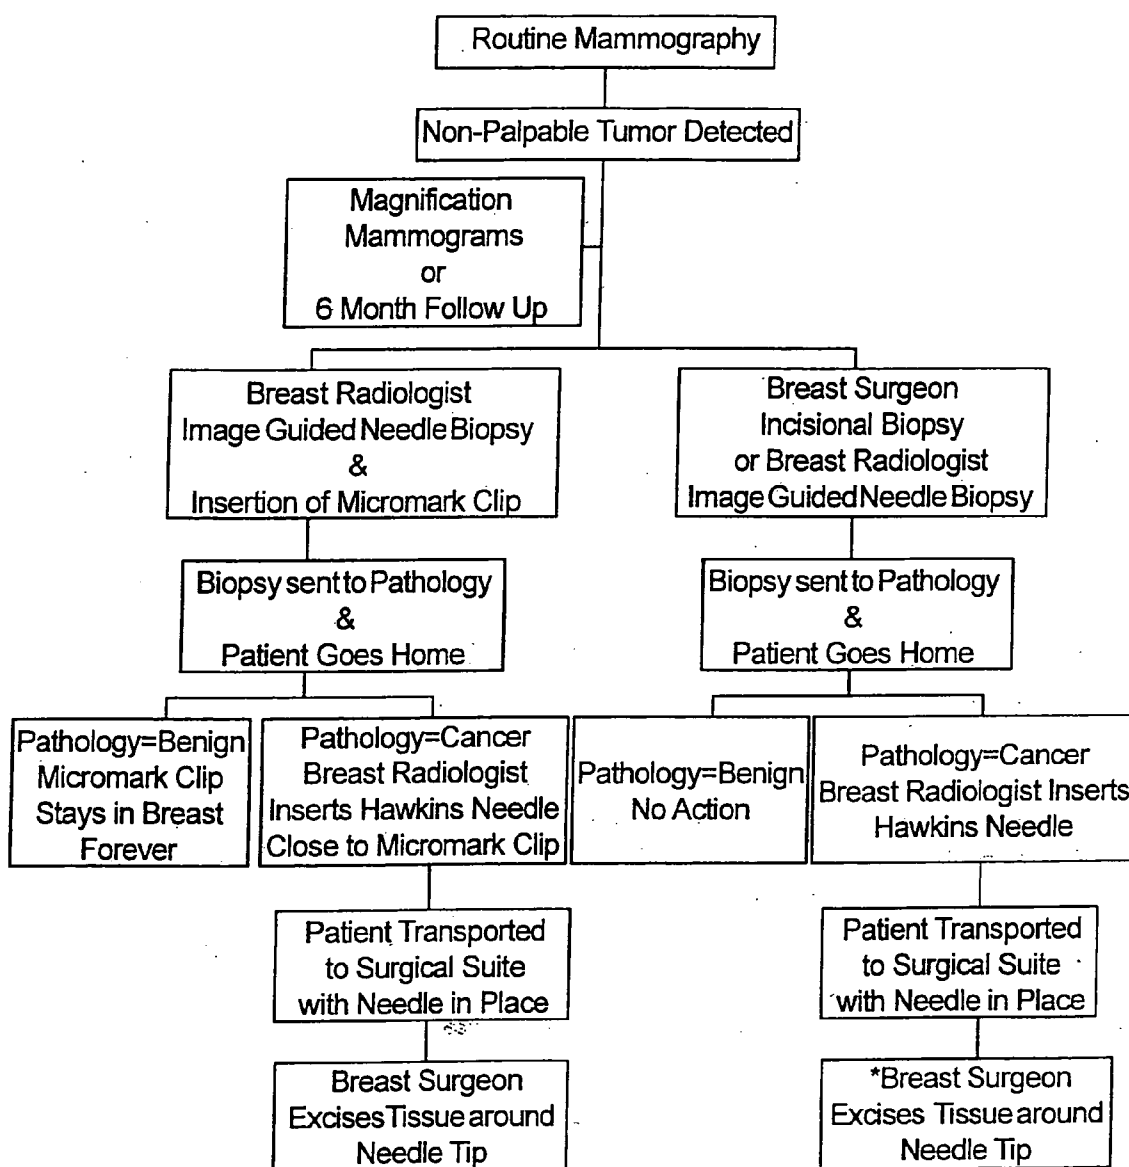 Routine Mammography
Non-Palpable Tumor Detected
Magnification
Mammograms
or
6 Month Follow Up
Breast Radiologist
Image Guided Needle Biopsy
&
Insertion of Micromark Clip
Breast Surgeon
Incisional Biopsy
or Breast Radiologist
Image Guided Needle Biopsy
Biopsy sent to Pathology
&
Patient Goes Home
Biopsy sent to Pathology
&
Patient Goes Home
Pathology=Benign
Micromark Clip
Stays in Breast
Forever
Pathology=Cancer
Breast Radiologist
Inserts Hawkins Needle
Close to Micromark Clip
Pathology=Benign
No Action
Pathology=Cancer
Breast Radiologist Inserts
Hawkins Needle
Patient Transported
to Surgical Suite
with Needle in Place
Patient Transported
to Surgical Suite
with Needle in Place
Breast Surgeon
Excises Tissue around
Needle Tip
*Breast Surgeon
Excises Tissue around
Needle Tip